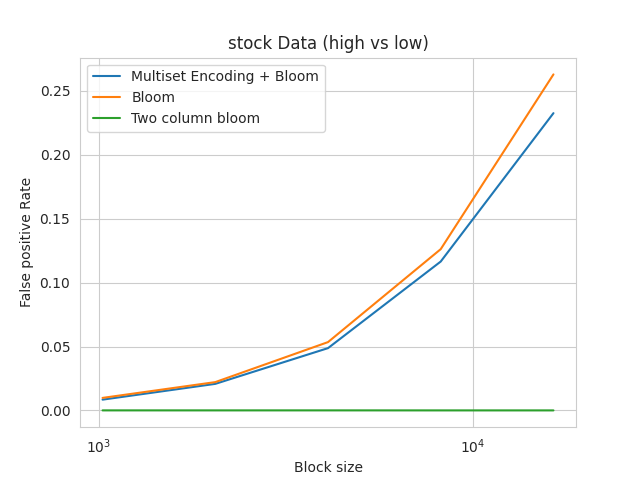 stock Data (high vs low)
Multiset Encoding + Bloom
Bloom
Two column bloom
False positive Rate
0.25
0.20
0.15
0.10
0.05
0.00
10³
10⁴
Block size